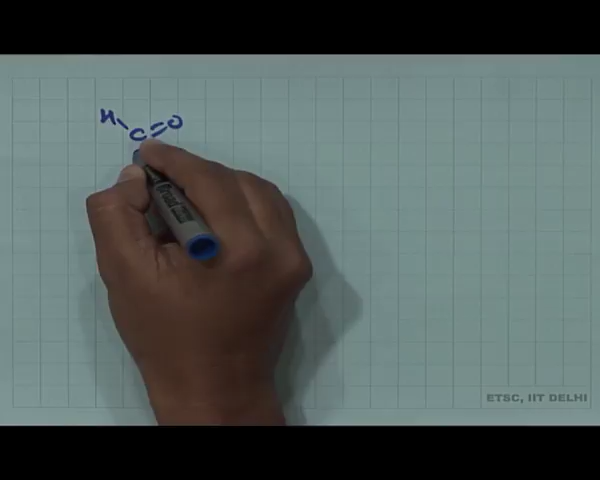 H C = O
ETSC, IIT DELHI